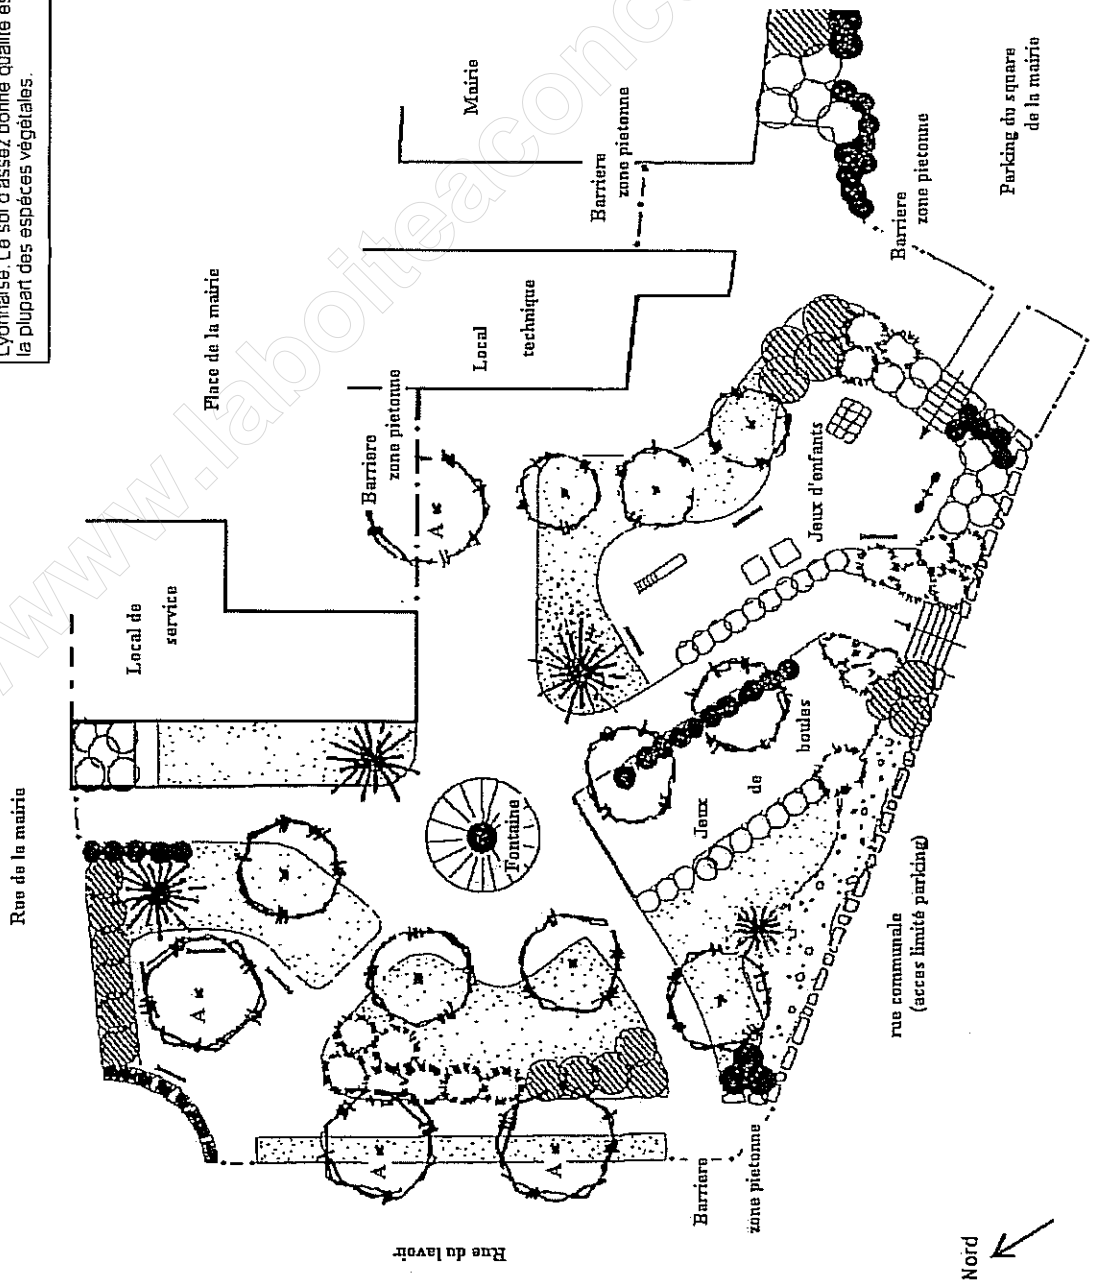 Lyonnaise. Le sol d'assez bonne qualité es
la plupart des espèces végétales.
Rue de la mairie
Place de la mairie
Mairie
Local de
service
Barriere
zone pietonne
Local
technique
Barriere
zone pietonne
Barriere
zone pietonne
Parking du square
de la mairie
A
A
A
A
Fontaine
Jeux d'enfants
Jeux
de
boules
rue communale
(acces limité parking)
Barriere
zone pietonne
Rue du lavoir
Nord
www.laboiteaconc